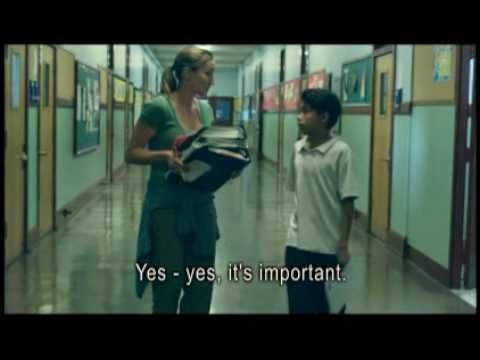 Yes - yes, it's important.